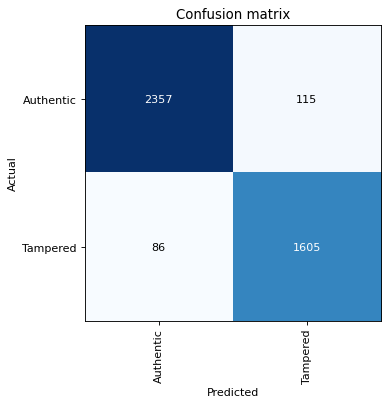 Confusion matrix
Actual
Authentic
2357
115
Tampered
86
1605
Authentic
Tampered
Predicted